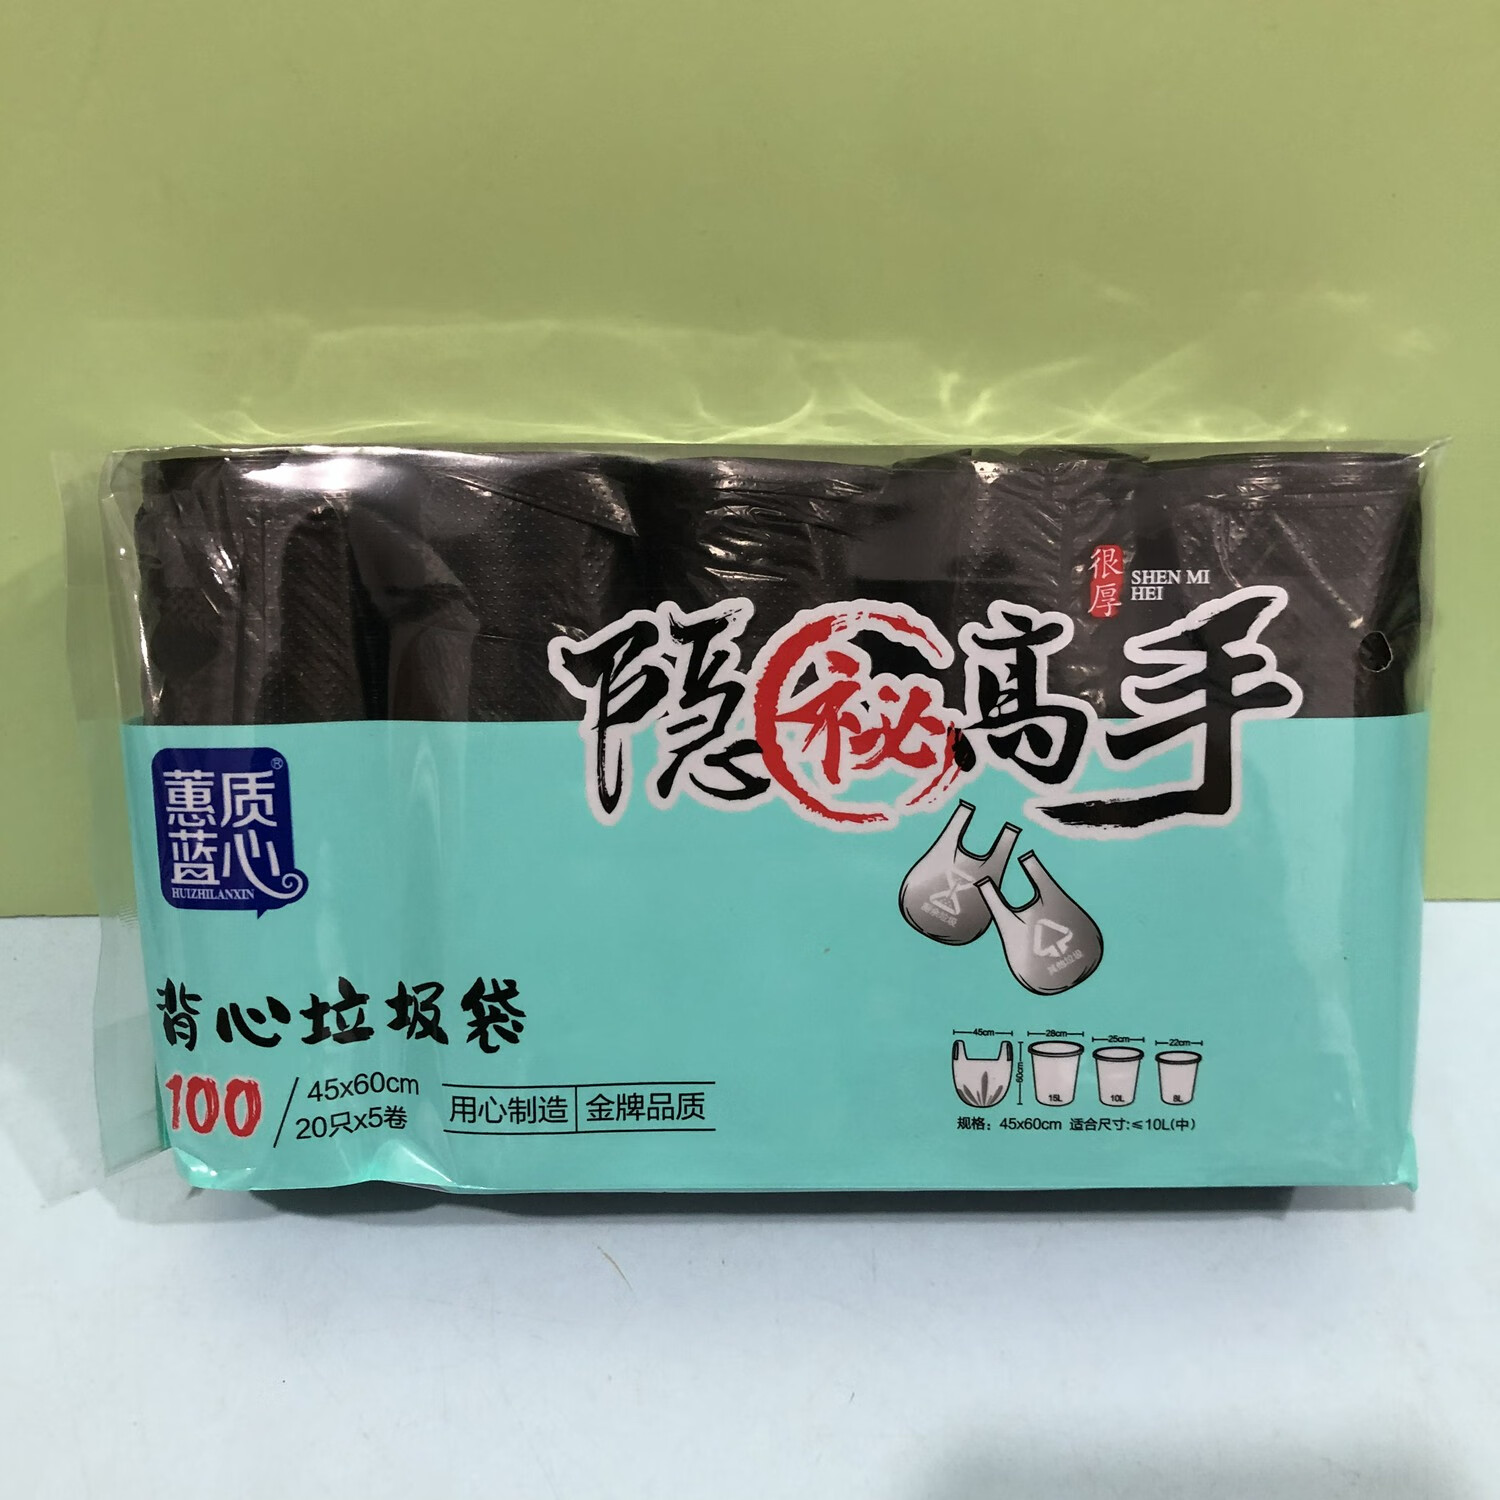 很厚
SHEN MI
HEI
隐秘高手
蕙质
蓝心
®
HUIZHILANXIN
背心垃圾袋
100
45x60cm
20只x5卷
用心制造 金牌品质
45cm
60cm
28cm
25cm
22cm
15L
10L
8L
规格：45x60cm 适合尺寸:≤10L(中)